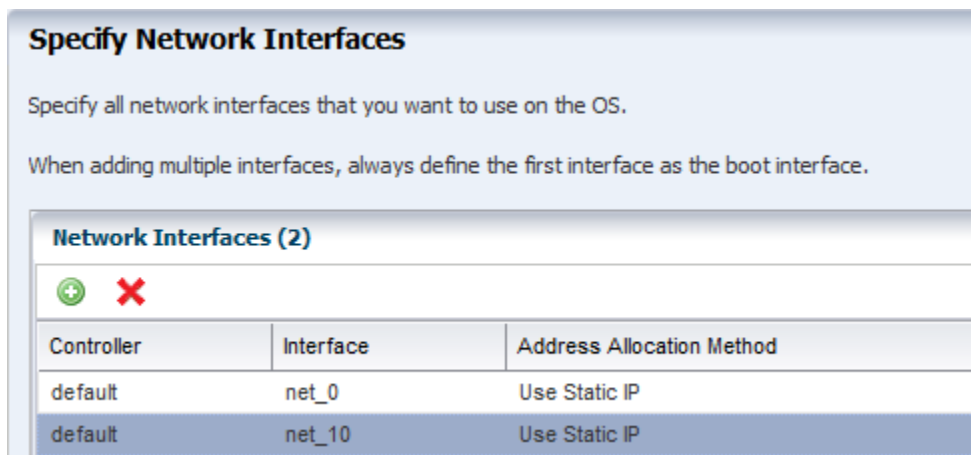 Specify Network Interfaces
Specify all network interfaces that you want to use on the OS.
When adding multiple interfaces, always define the first interface as the boot interface.
Network Interfaces (2)
Controller Interface Address Allocation Method
default net_0 Use Static IP
default net_10 Use Static IP